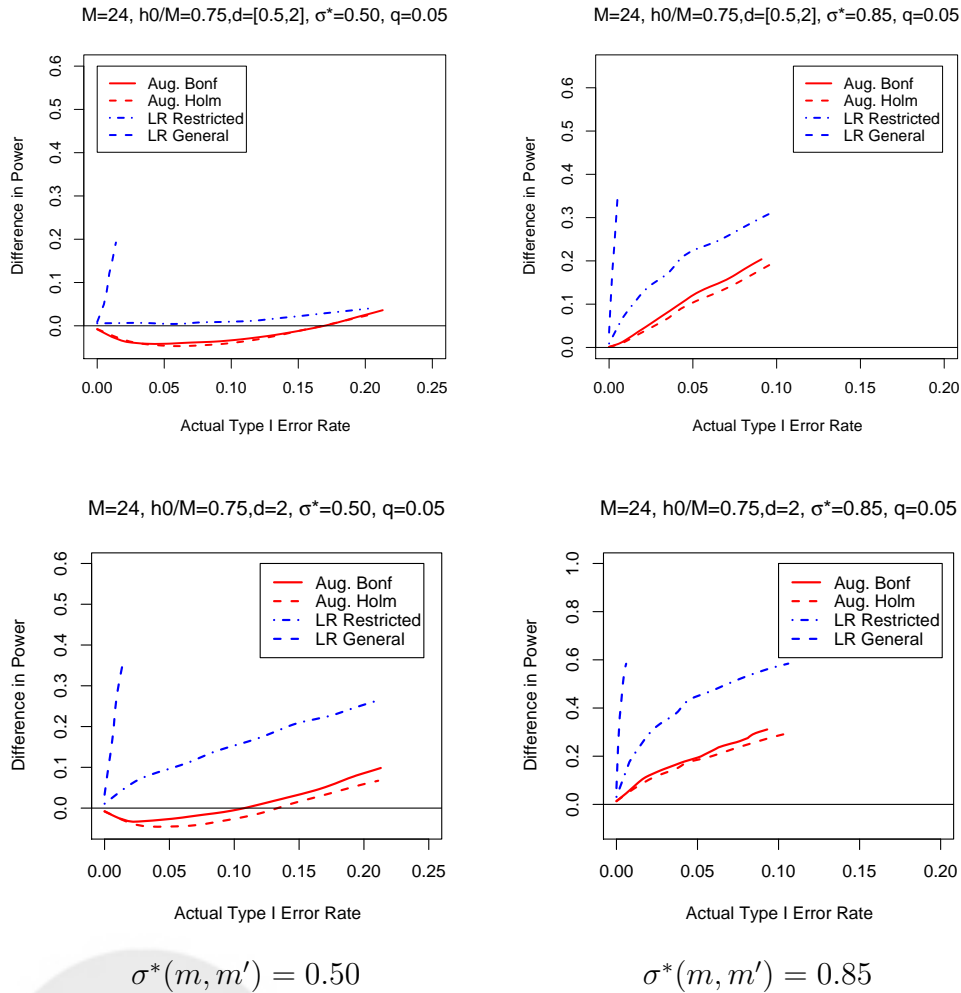 M=24, h0/M=0.75,d=[0.5,2], σ*=0.50, q=0.05
Difference in Power
0.6
0.5
0.4
0.3
0.2
0.1
0.0
Aug. Bonf
Aug. Holm
LR Restricted
LR General
0.00 0.05 0.10 0.15 0.20 0.25
Actual Type I Error Rate
M=24, h0/M=0.75,d=[0.5,2], σ*=0.85, q=0.05
Difference in Power
0.6
0.5
0.4
0.3
0.2
0.1
0.0
Aug. Bonf
Aug. Holm
LR Restricted
LR General
0.00 0.05 0.10 0.15 0.20
Actual Type I Error Rate
M=24, h0/M=0.75,d=2, σ*=0.50, q=0.05
Difference in Power
0.6
0.5
0.4
0.3
0.2
0.1
0.0
Aug. Bonf
Aug. Holm
LR Restricted
LR General
0.00 0.05 0.10 0.15 0.20 0.25
Actual Type I Error Rate
M=24, h0/M=0.75,d=2, σ*=0.85, q=0.05
Difference in Power
1.0
0.8
0.6
0.4
0.2
0.0
Aug. Bonf
Aug. Holm
LR Restricted
LR General
0.00 0.05 0.10 0.15 0.20
Actual Type I Error Rate
σ*(m, m′) = 0.50
σ*(m, m′) = 0.85